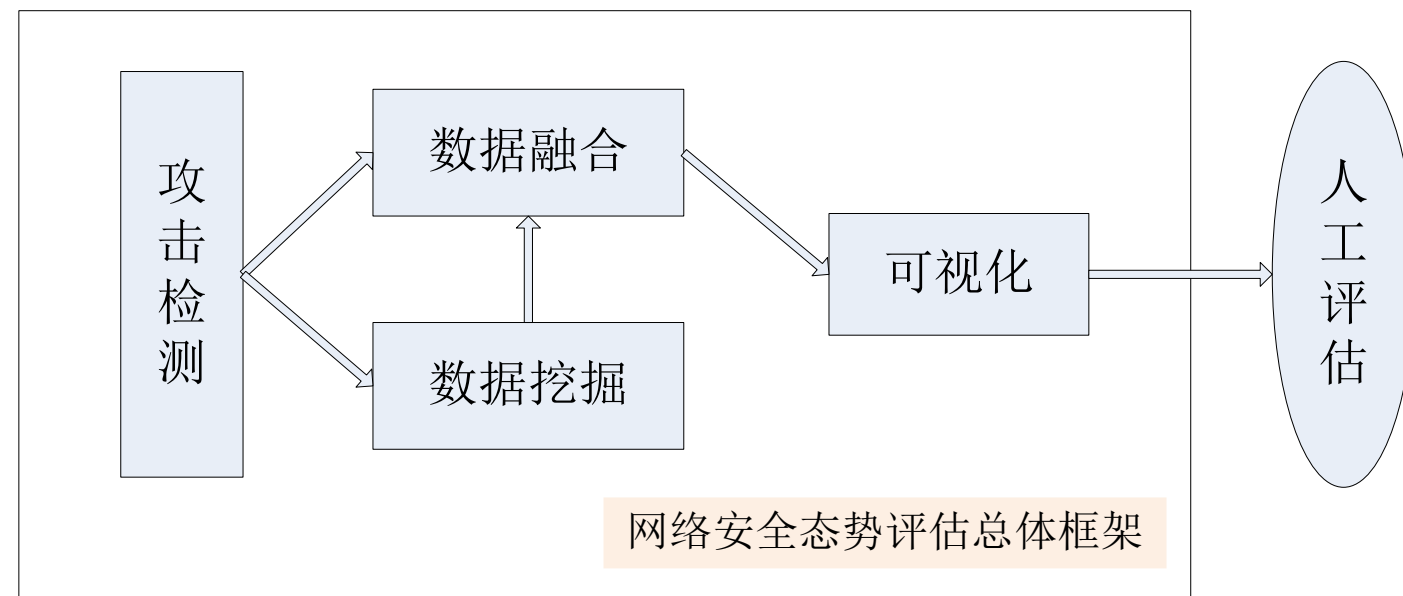 攻击检测
数据融合
数据挖掘
可视化
人工评估
网络安全态势评估总体框架